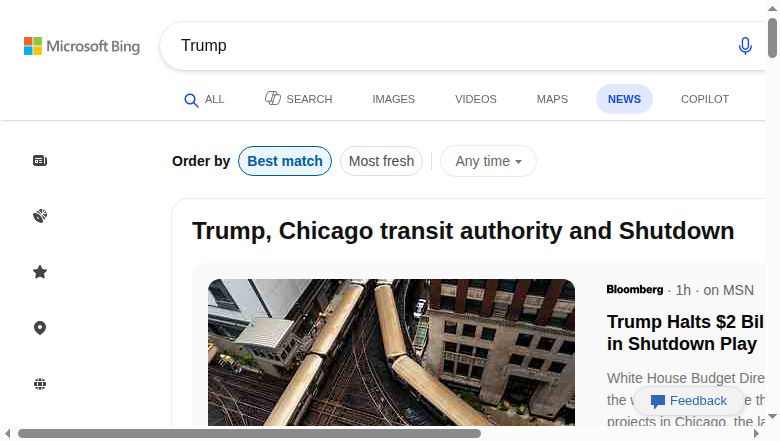 Microsoft Bing
Trump
ALL
SEARCH
IMAGES
VIDEOS
MAPS
NEWS
COPILOT
Order by
Best match
Most fresh
Any time
Trump, Chicago transit authority and Shutdown
Bloomberg · 1h · on MSN
Trump Halts $2 Bil
in Shutdown Play
White House Budget Dire
the
projects in Chicago, the la
Feedback